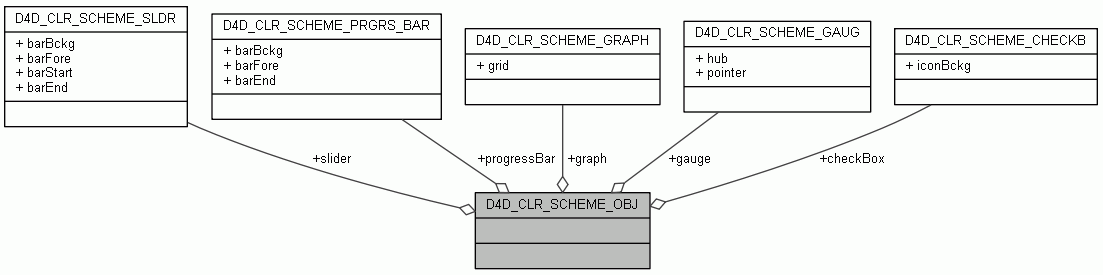 D4D_CLR_SCHEME_SLDR
+ barBckg
+ barFore
+ barStart
+ barEnd
D4D_CLR_SCHEME_PRGRS_BAR
+ barBckg
+ barFore
+ barEnd
D4D_CLR_SCHEME_GRAPH
+ grid
D4D_CLR_SCHEME_GAUG
+ hub
+ pointer
D4D_CLR_SCHEME_CHECKB
+ iconBckg
+slider
+progressBar
+graph
+gauge
+checkBox
D4D_CLR_SCHEME_OBJ